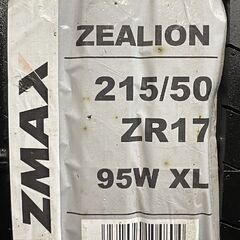 ZMAX
ZEALION
215/50
ZR17
95W XL